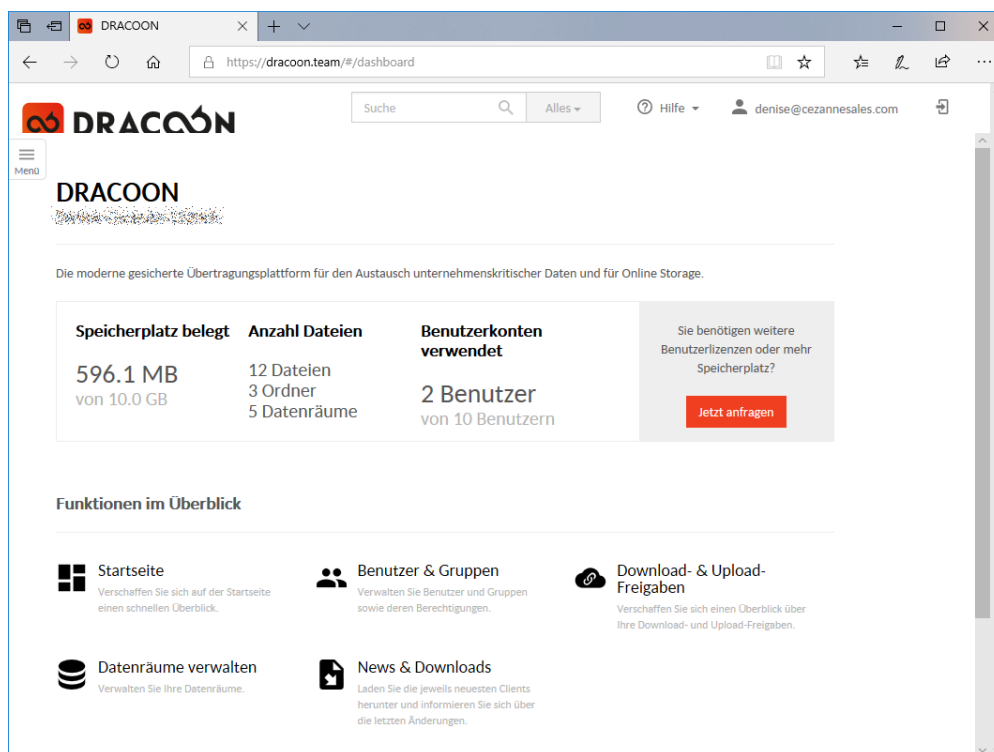 DRACOON
https://dracoon.team/#/dashboard
DRACOON
Suche
Alles
Hilfe
denise@cezannesales.com
Menü
DRACOON
Die moderne gesicherte Übertragungsplattform für den Austausch unternehmenskritischer Daten und für Online Storage.
Speicherplatz belegt
596.1 MB
von 10.0 GB
Anzahl Dateien
12 Dateien
3 Ordner
5 Datenräume
Benutzerkonten
verwendet
2 Benutzer
von 10 Benutzern
Sie benötigen weitere
Benutzerlizenzen oder mehr
Speicherplatz?
Jetzt anfragen
Funktionen im Überblick
Startseite
Verschaffen Sie sich auf der Startseite
einen schnellen Überblick.
Benutzer & Gruppen
Verwalten Sie Benutzer und Gruppen
sowie deren Berechtigungen.
Download- & Upload-
Freigaben
Verschaffen Sie sich einen Überblick über
Ihre Download- und Upload-Freigaben.
Datenräume verwalten
Verwalten Sie Ihre Datenräume.
News & Downloads
Laden Sie die jeweils neuesten Clients
herunter und informieren Sie sich über
die letzten Änderungen.